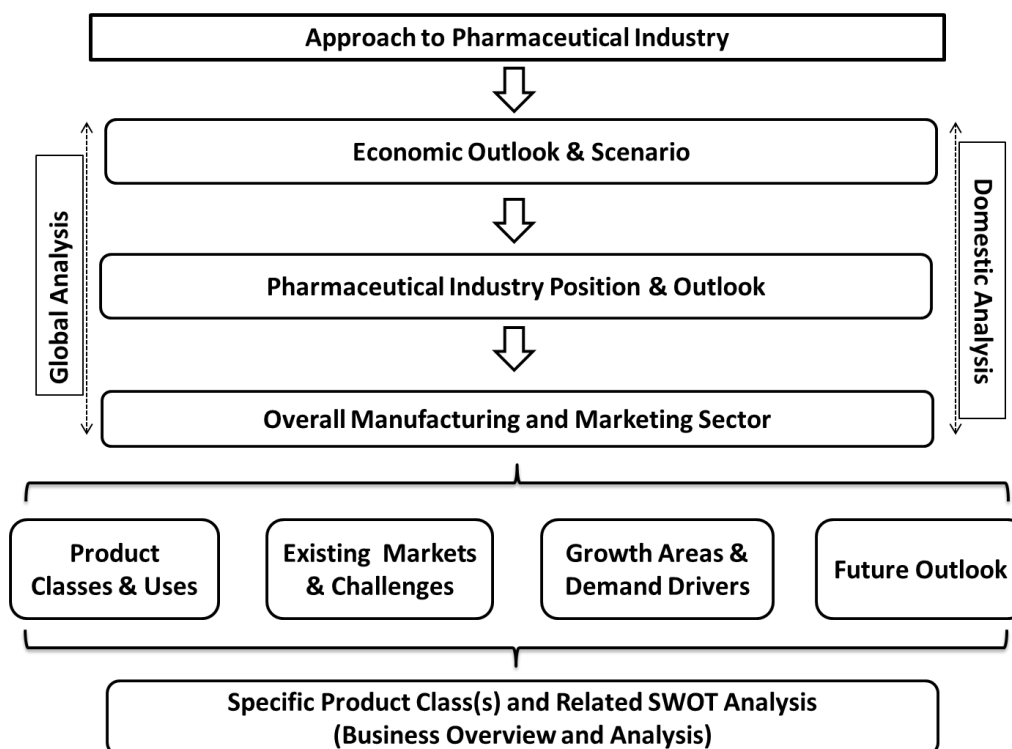 Approach to Pharmaceutical Industry
Economic Outlook & Scenario
Global Analysis
Domestic Analysis
Pharmaceutical Industry Position & Outlook
Overall Manufacturing and Marketing Sector
Product
Classes & Uses
Existing Markets
& Challenges
Growth Areas &
Demand Drivers
Future Outlook
Specific Product Class(s) and Related SWOT Analysis
(Business Overview and Analysis)